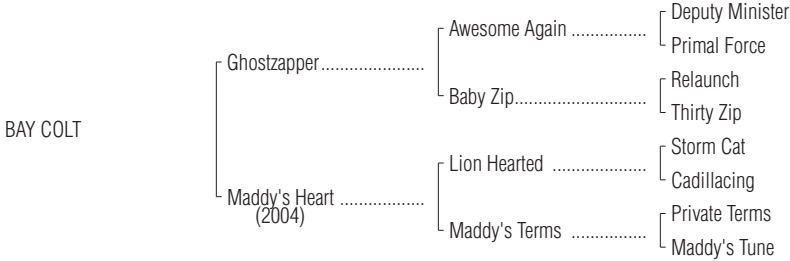 Deputy Minister
Awesome Again ................
Primal Force
Ghostzapper......................
Relaunch
Baby Zip............................
Thirty Zip
BAY COLT
Storm Cat
Lion Hearted ....................
Cadillacing
Maddy's Heart ..................
(2004)
Private Terms
Maddy's Terms ................
Maddy's Tune